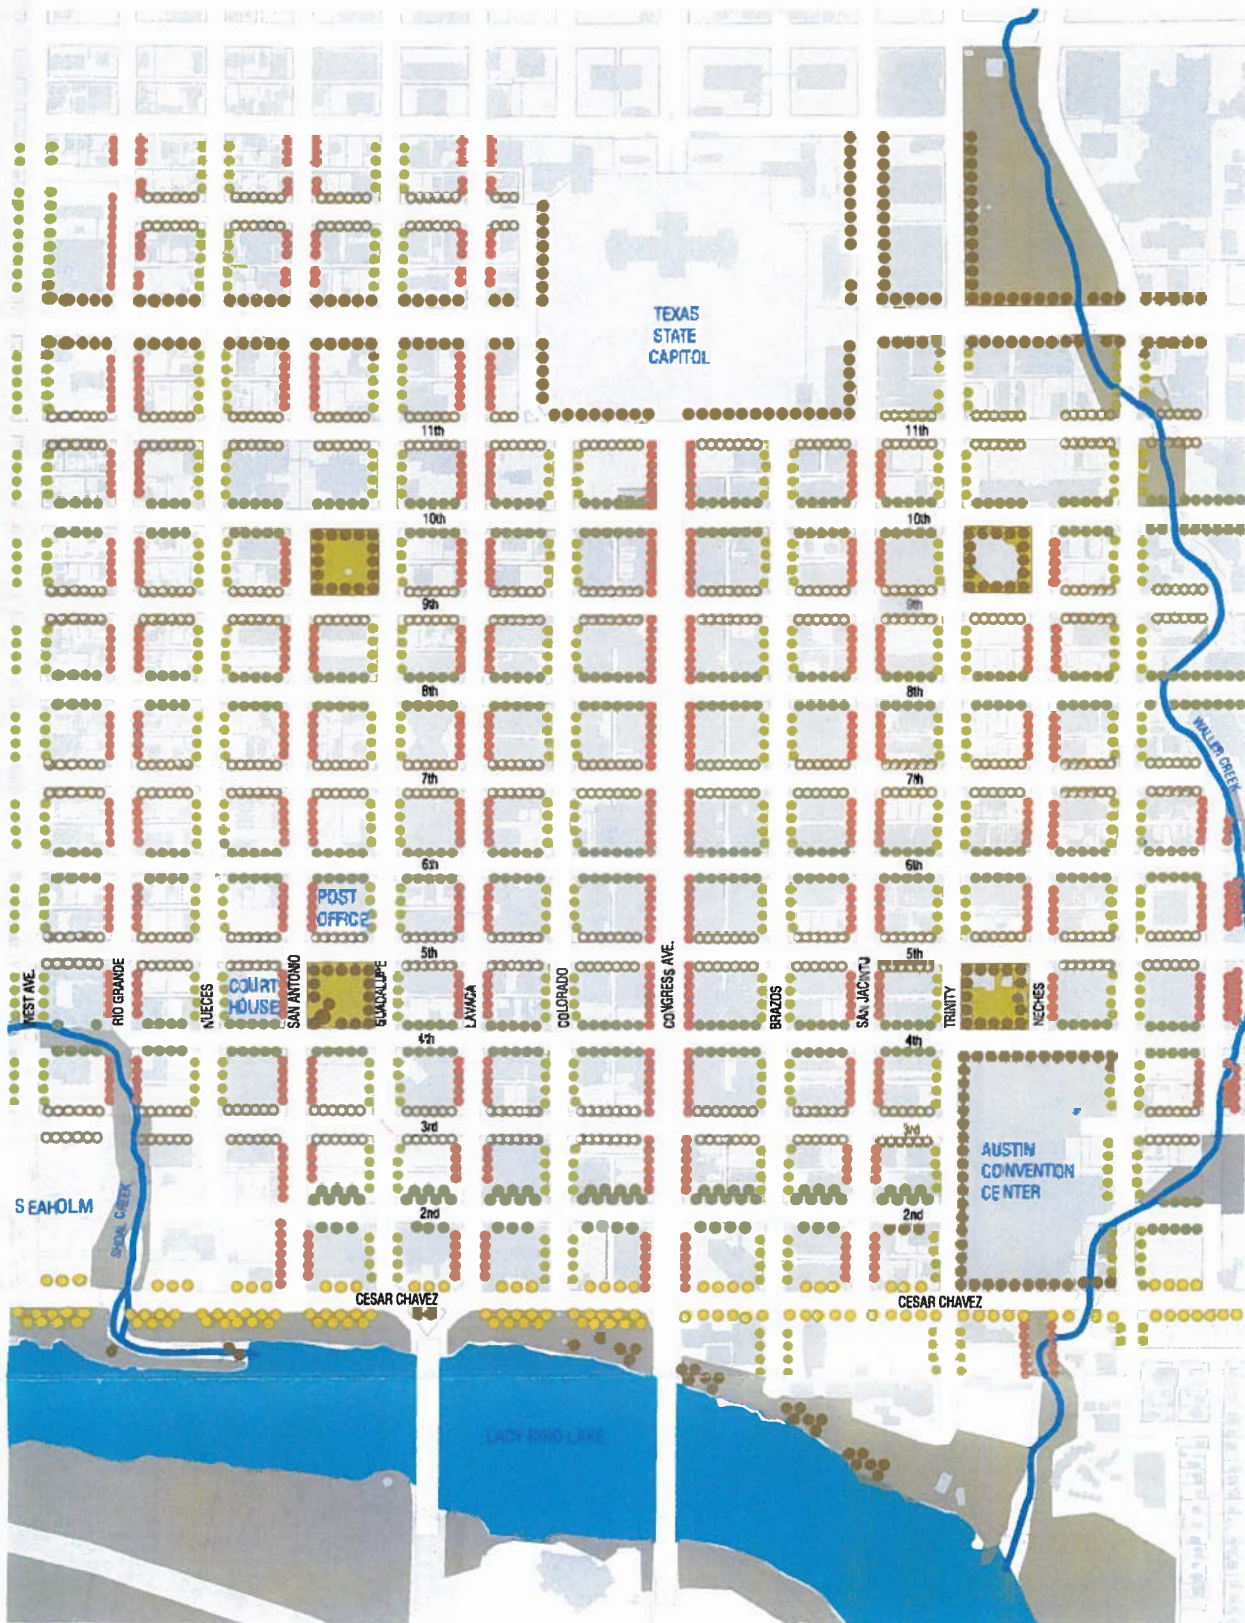 TEXAS
STATE
CAPITOL
11th
11th
10th
10th
9th
9th
8th
8th
7th
7th
WALLER CREEK
6th
6th
POST
OFFICE
5th
5th
WEST AVE.
RIO GRANDE
NUECES
COURT
HOUSE
SAN ANTONIO
GUADALUPE
LAVACA
COLORADO
CONGRESS AVE.
BRAZOS
SAN JACINTO
TRINITY
NECHES
4th
4th
3rd
3rd
AUSTIN
CONVENTION
CENTER
SEAHOLM
SHOAL CREEK
2nd
2nd
CESAR CHAVEZ
CESAR CHAVEZ
LADY BIRD LAKE